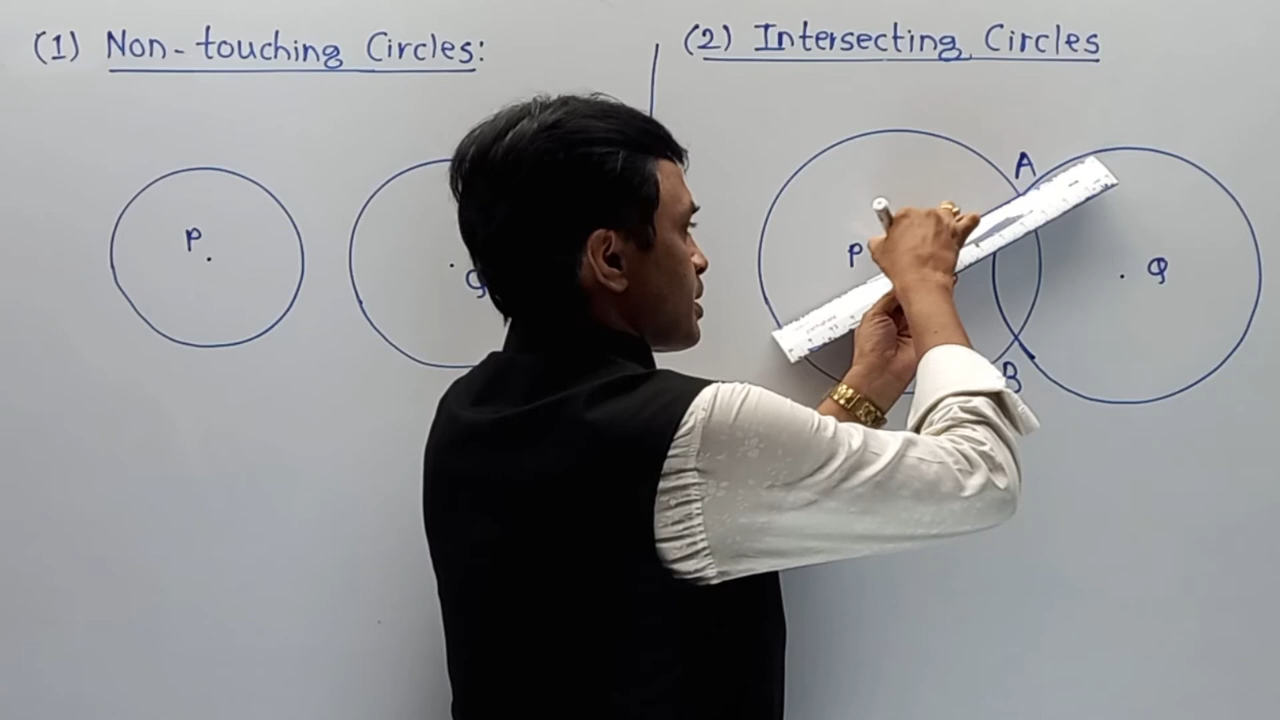 (1) Non-touching Circles:
P
Q
(2) Intersecting Circles
A
P
Q
B